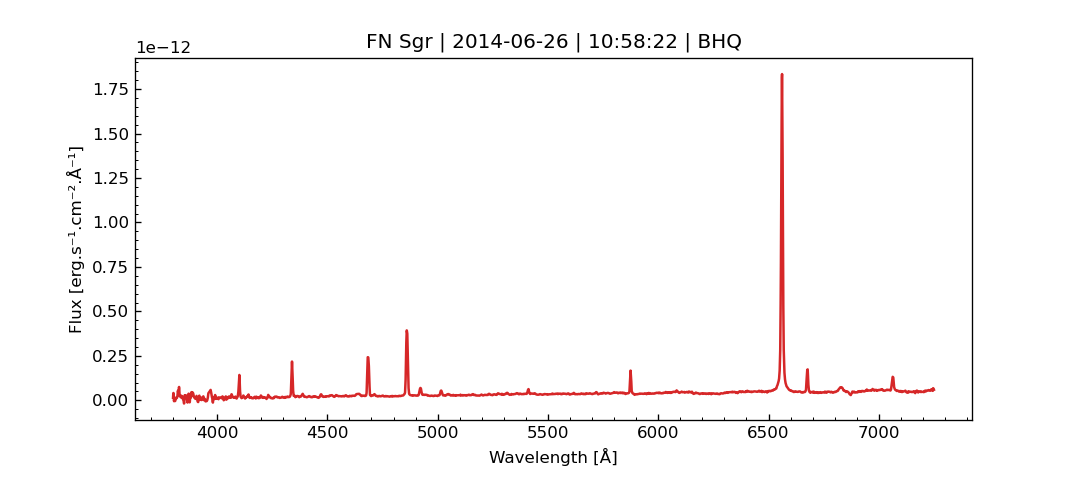 FN Sgr | 2014-06-26 | 10:58:22 | BHQ
1e−12
1.75
1.50
1.25
1.00
0.75
0.50
0.25
0.00
Flux [erg.s⁻¹.cm⁻².Å⁻¹]
4000 4500 5000 5500 6000 6500 7000
Wavelength [Å]